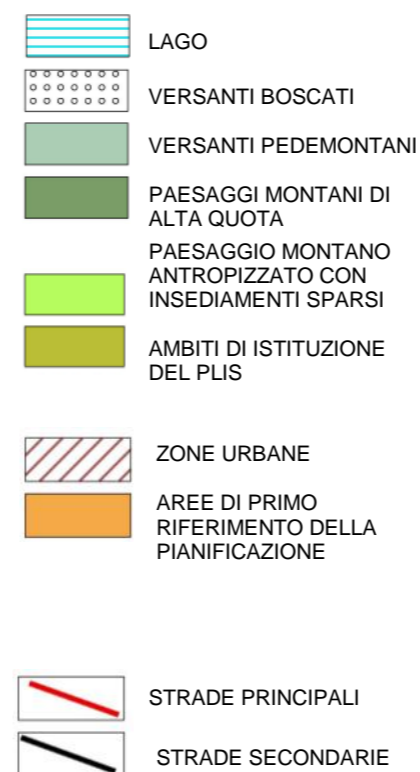 LAGO
VERSANTI BOSCATI
VERSANTI PEDEMONTANI
PAESAGGI MONTANI DI
ALTA QUOTA
PAESAGGIO MONTANO
ANTROPIZZATO CON
INSEDIAMENTI SPARSI
AMBITI DI ISTITUZIONE
DEL PLIS
ZONE URBANE
AREE DI PRIMO
RIFERIMENTO DELLA
PIANIFICAZIONE
STRADE PRINCIPALI
STRADE SECONDARIE